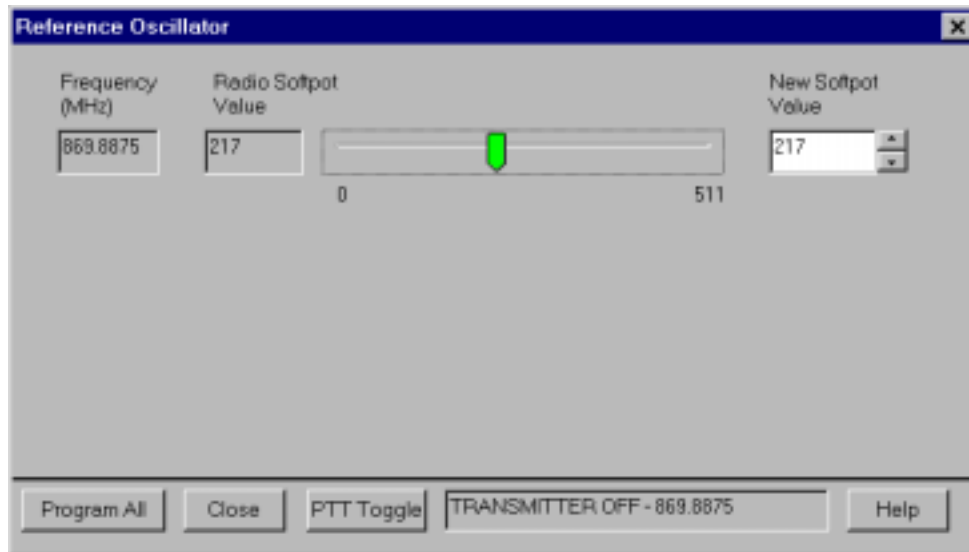 Reference Oscillator
Frequency
(MHz)
Radio Softpot
Value
New Softpot
Value
869.8875
217
217
0
511
Program All
Close
PTT Toggle
TRANSMITTER OFF - 869.8875
Help